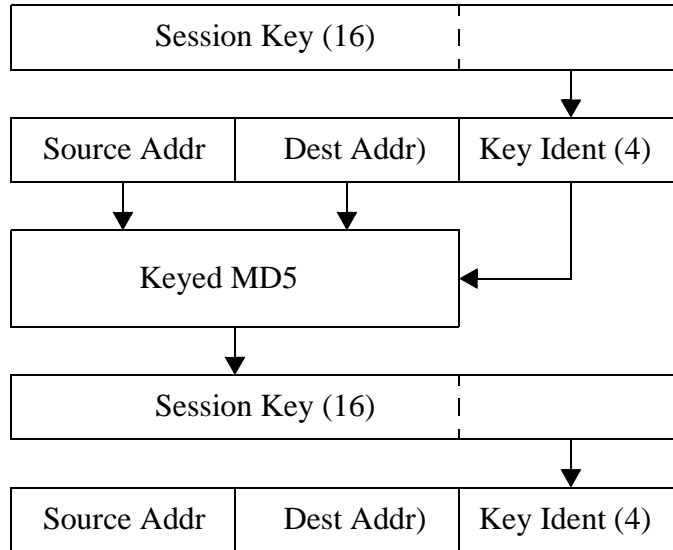 Session Key (16)
Source Addr Dest Addr) Key Ident (4)
Keyed MD5
Session Key (16)
Source Addr Dest Addr) Key Ident (4)